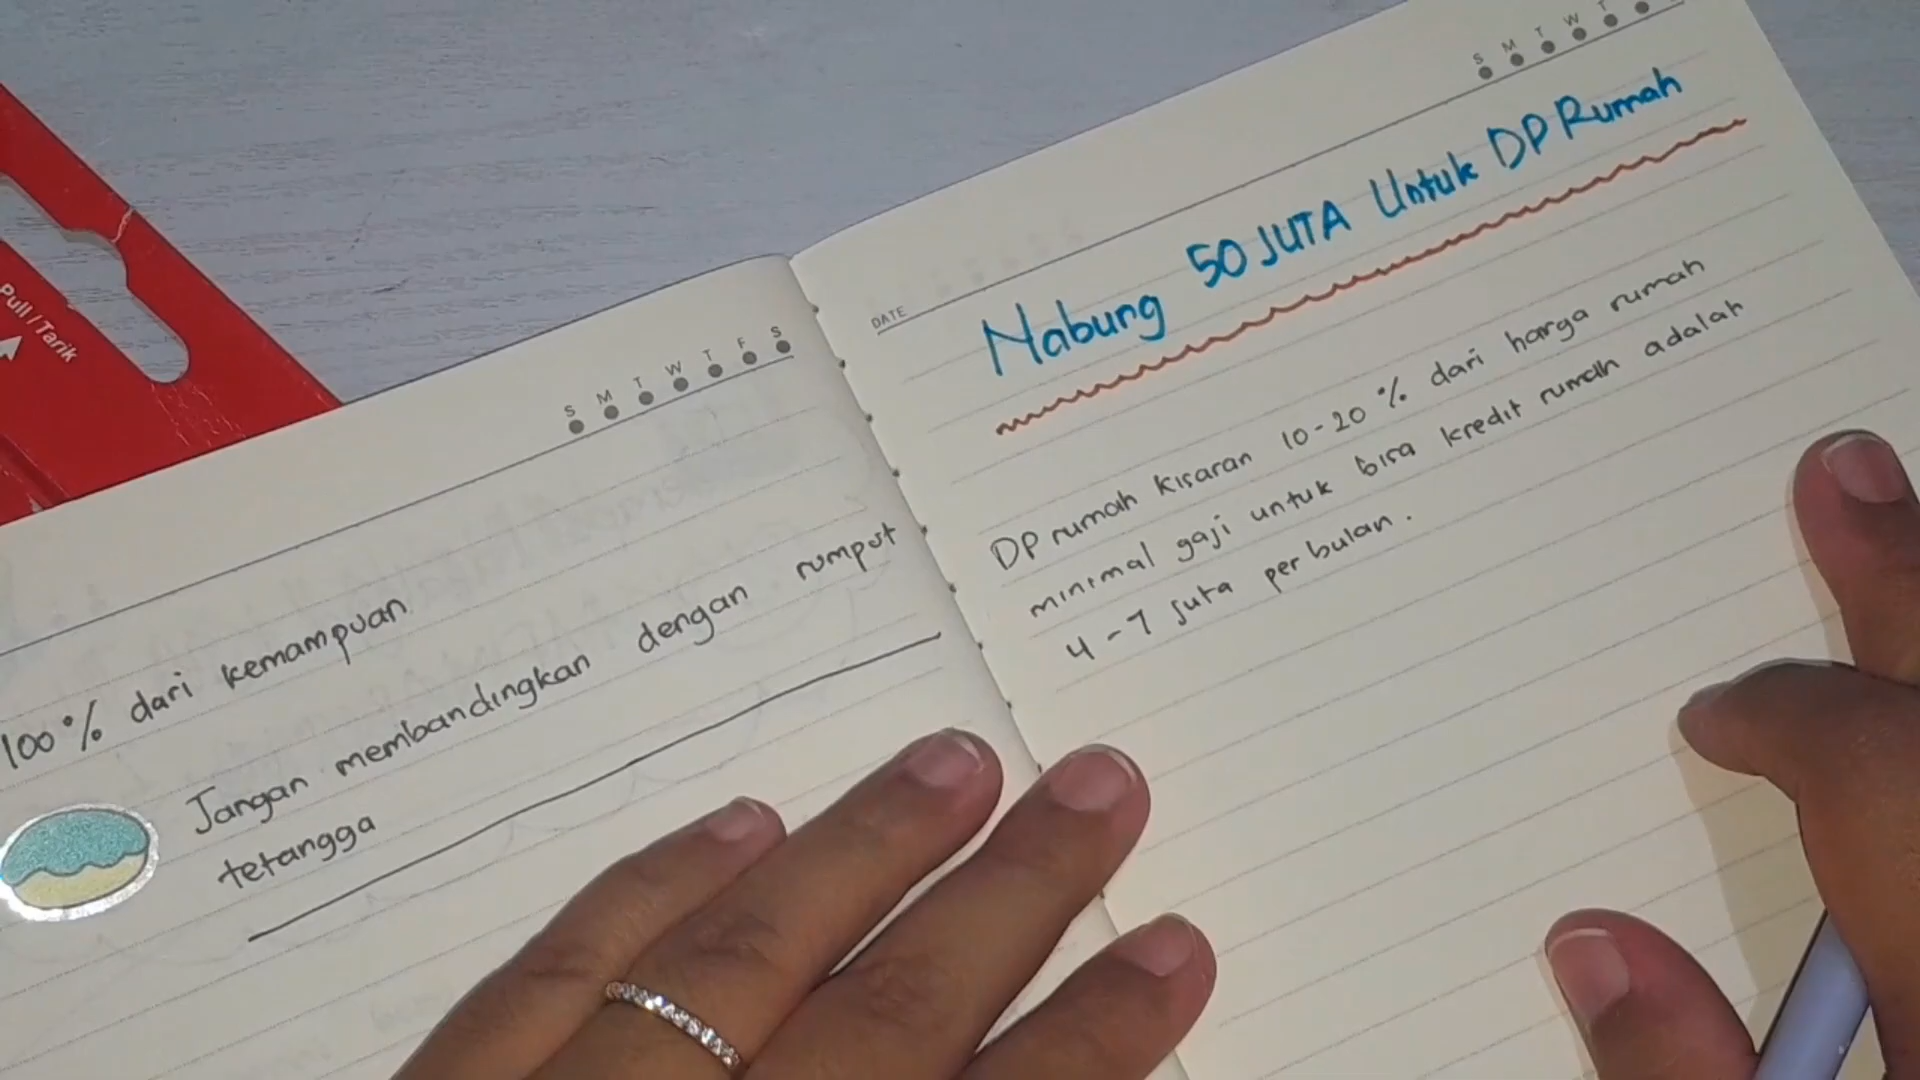 Pull / Tarik
S M T W T F S
100% dari kemampuan
Jangan membandingkan dengan rumput
tetangga
S M T W T
DATE
Nabung 50 JUTA Untuk DP Rumah
DP rumah kisaran 10-20 % dari harga rumah
minimal gaji untuk bisa kredit rumah adalah
4-7 juta per bulan.